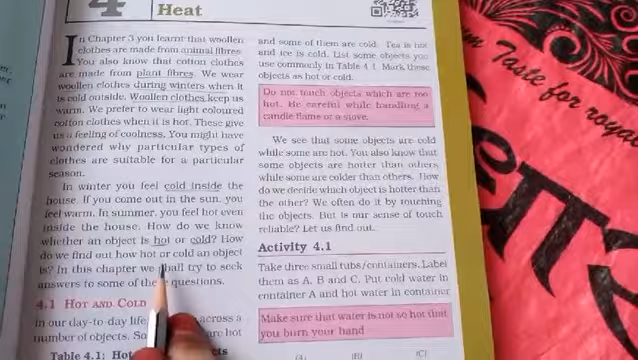 4
Heat
In Chapter 3 you learnt that woollen
clothes are made from animal fibres.
You also know that cotton clothes
are made from plant fibres. We wear
woollen clothes during winters when it
is cold outside. Woollen clothes keep us
warm. We prefer to wear light coloured
cotton clothes when it is hot. These give
us a feeling of coolness. You might have
wondered why particular types of
clothes are suitable for a particular
season.
In winter you feel cold inside the
house. If you come out in the sun, you
feel warm. In summer, you feel hot even
inside the house. How do we know
whether an object is hot or cold? How
do we find out how hot or cold an object
is? In this chapter we shall try to seek
answers to some of these questions.
4.1 HOT AND COLD
In our day-to-day life across a
number of objects. So are hot
Table 4.1: Hot
and some of them are cold. Tea is hot
and ice is cold. List some objects you
use commonly in Table 4.1. Mark these
objects as hot or cold.
Do not touch objects which are too
hot. Be careful while handling a
candle flame or a stove.
We see that some objects are cold
while some are hot. You also know that
some objects are hotter than others
while some are colder than others. How
do we decide which object is hotter than
the other? We often do it by touching
the objects. But is our sense of touch
reliable? Let us find out.
Activity 4.1
Take three small tubs/containers. Label
them as A, B and C. Put cold water in
container A and hot water in container
Make sure that water is not so hot that
you burn your hand
(A) (B) (C)
Taste for royal